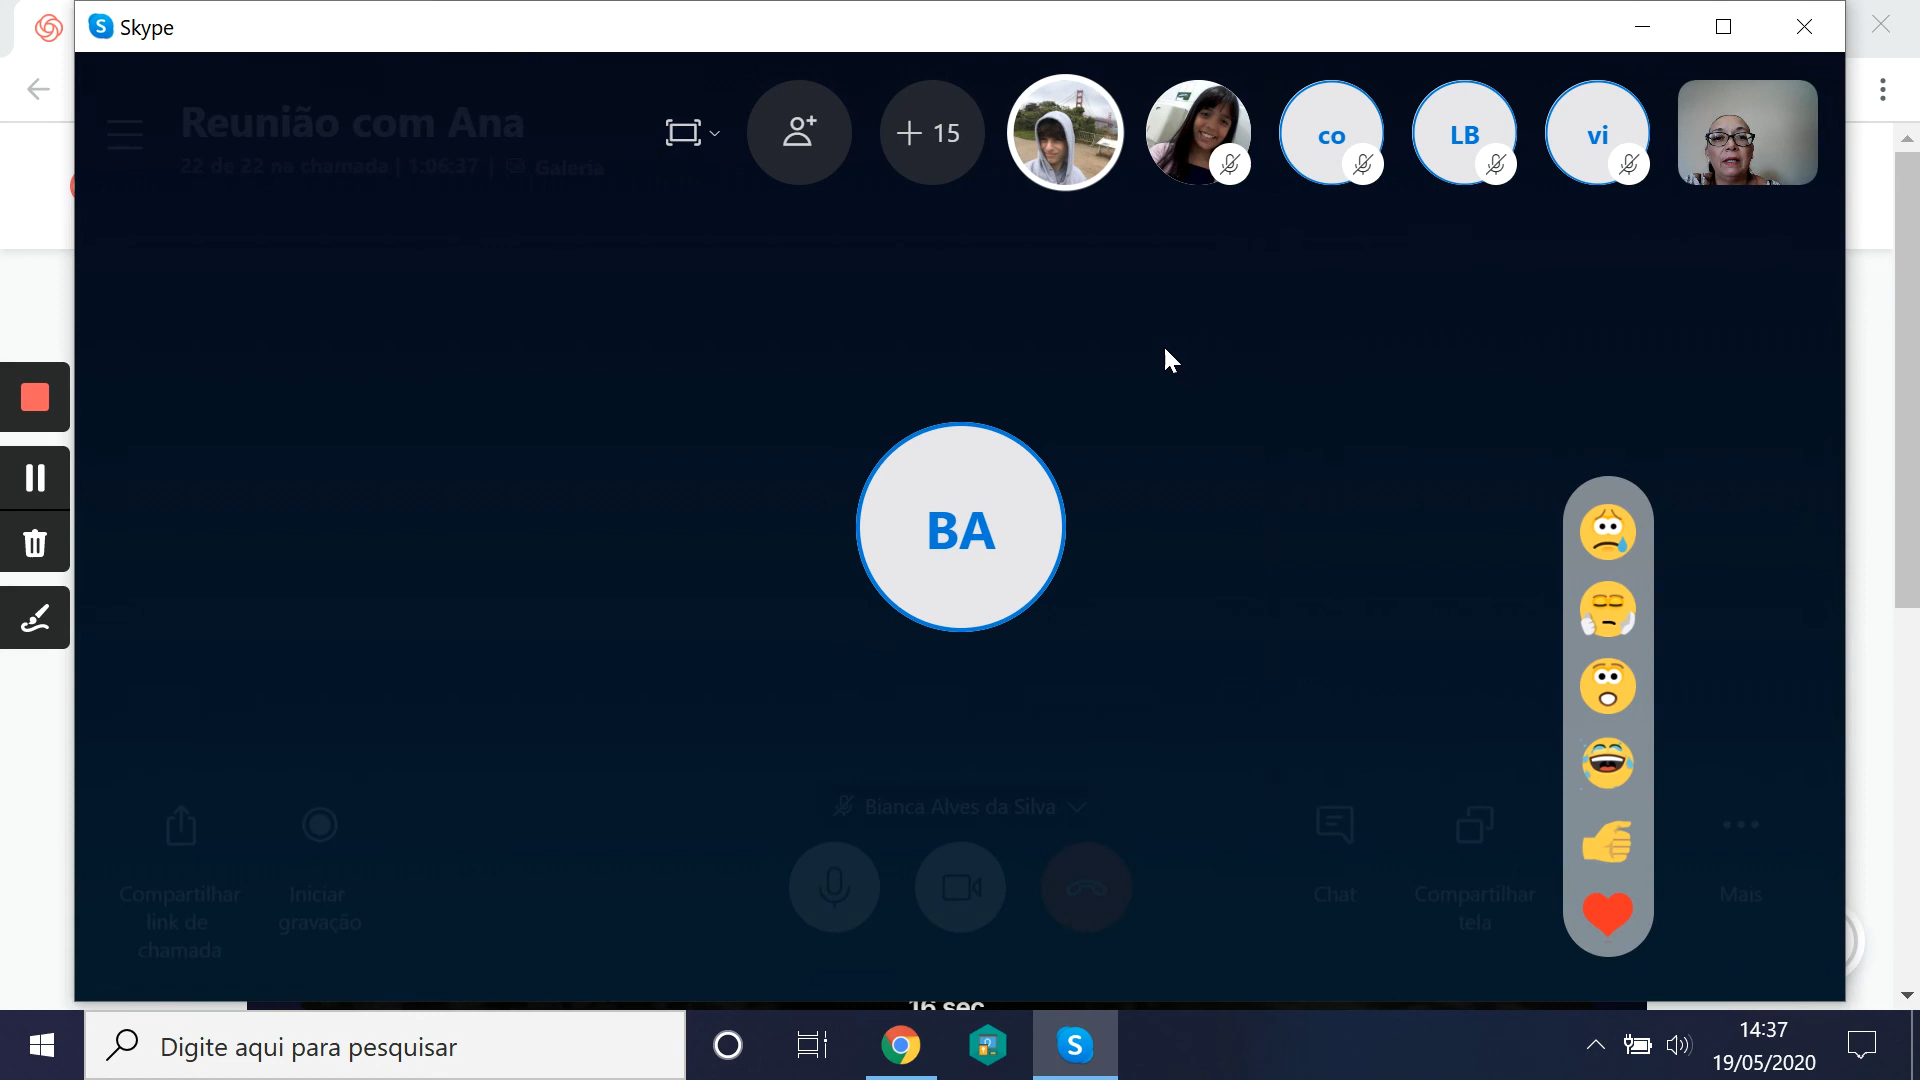 Skype
Reunião com Ana
22 de 22 na chamada | 1:06:37 | Galeria
+ 15
co
LB
vi
BA
Bianca Alves da Silva
Compartilhar
link de
chamada
Iniciar
gravação
Chat
Compartilhar
tela
Mais
16 sec
Digite aqui para pesquisar
S
14:37
19/05/2020